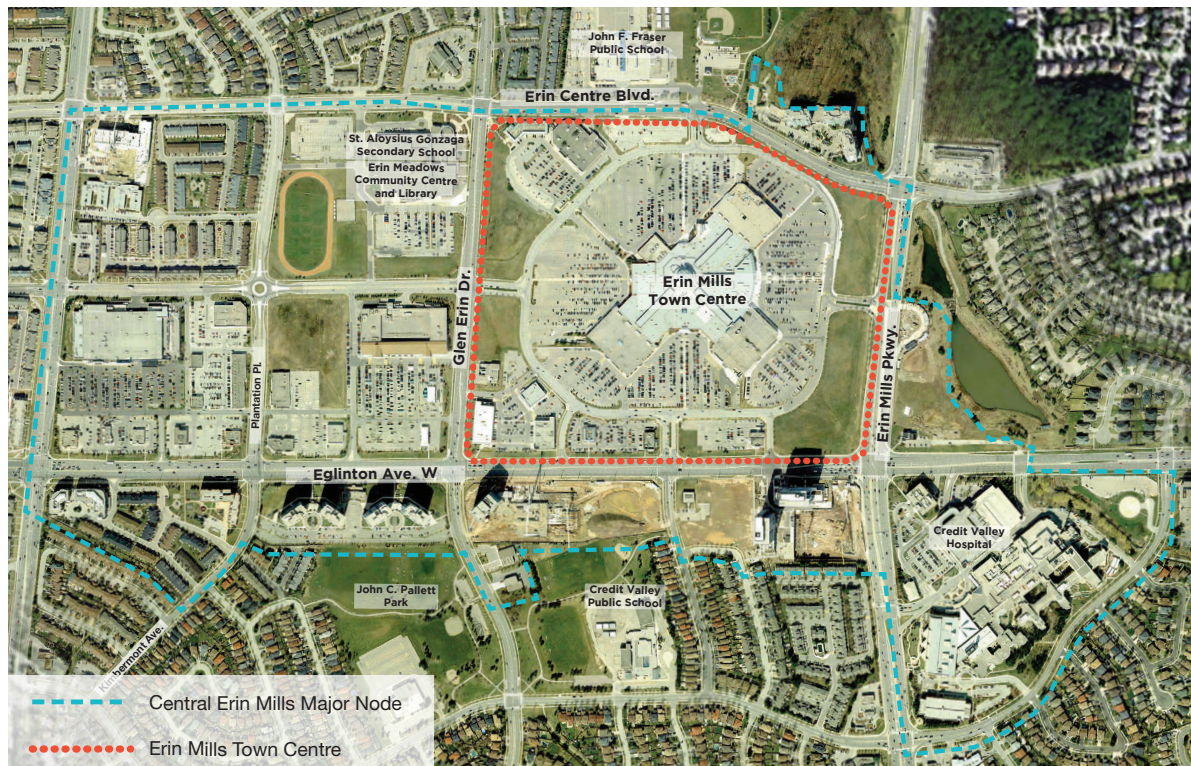 John F. Fraser
Public School
Erin Centre Blvd.
St. Aloysius Gonzaga
Secondary School
Erin Meadows
Community Centre
and Library
Erin Mills
Town Centre
Glen Erin Dr.
Erin Mills Pkwy.
Plantation Pl.
Eglinton Ave. W
Credit Valley
Hospital
John C. Pallett
Park
Credit Valley
Public School
Kimbermont Ave.
Central Erin Mills Major Node
Erin Mills Town Centre